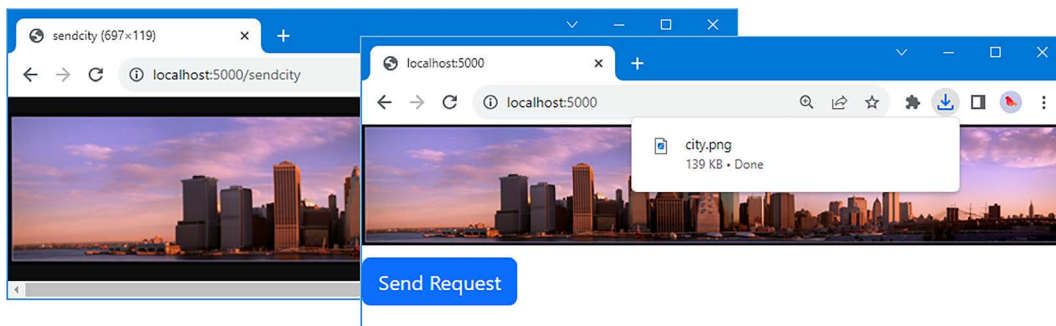 sendcity (697×119)
localhost:5000/sendcity
localhost:5000
localhost:5000
city.png
139 KB • Done
Send Request